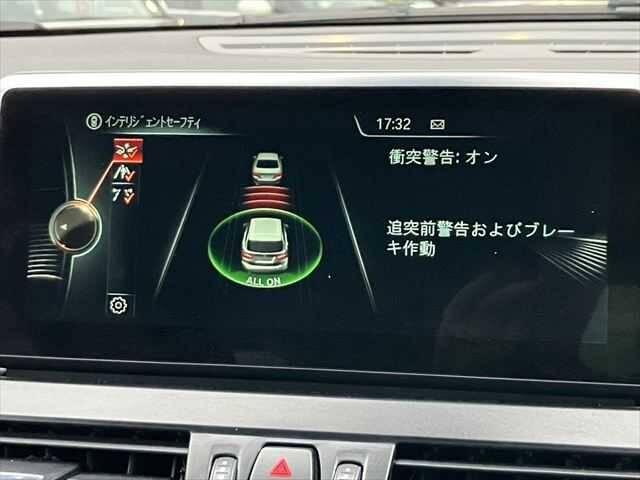 インテリジェントセーフティ
17:32
衝突警告: オン
追突前警告およびブレー
キ作動
ALL ON